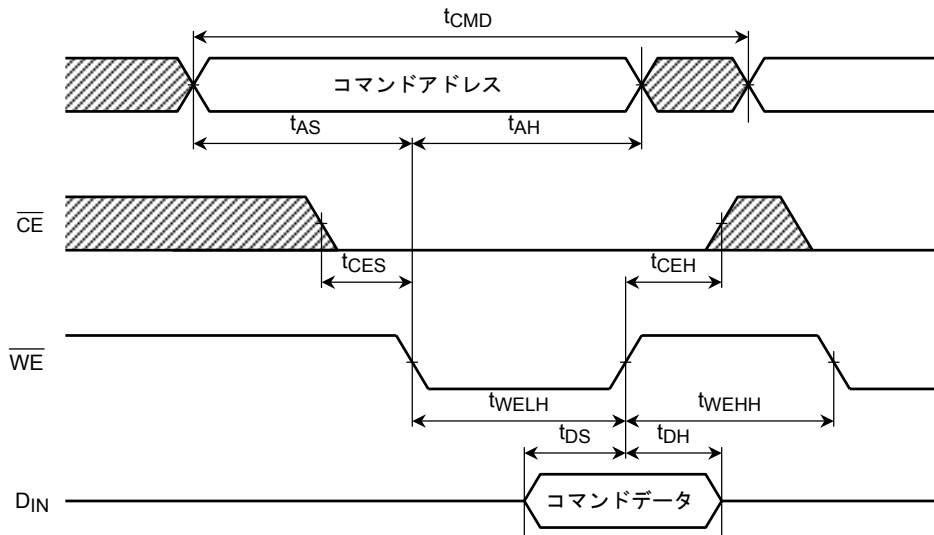 tCMD
コマンドアドレス
tAS
tAH
CE
tCES
tCEH
WE
tWELH
tWEHH
tDS
tDH
DIN
コマンドデータ